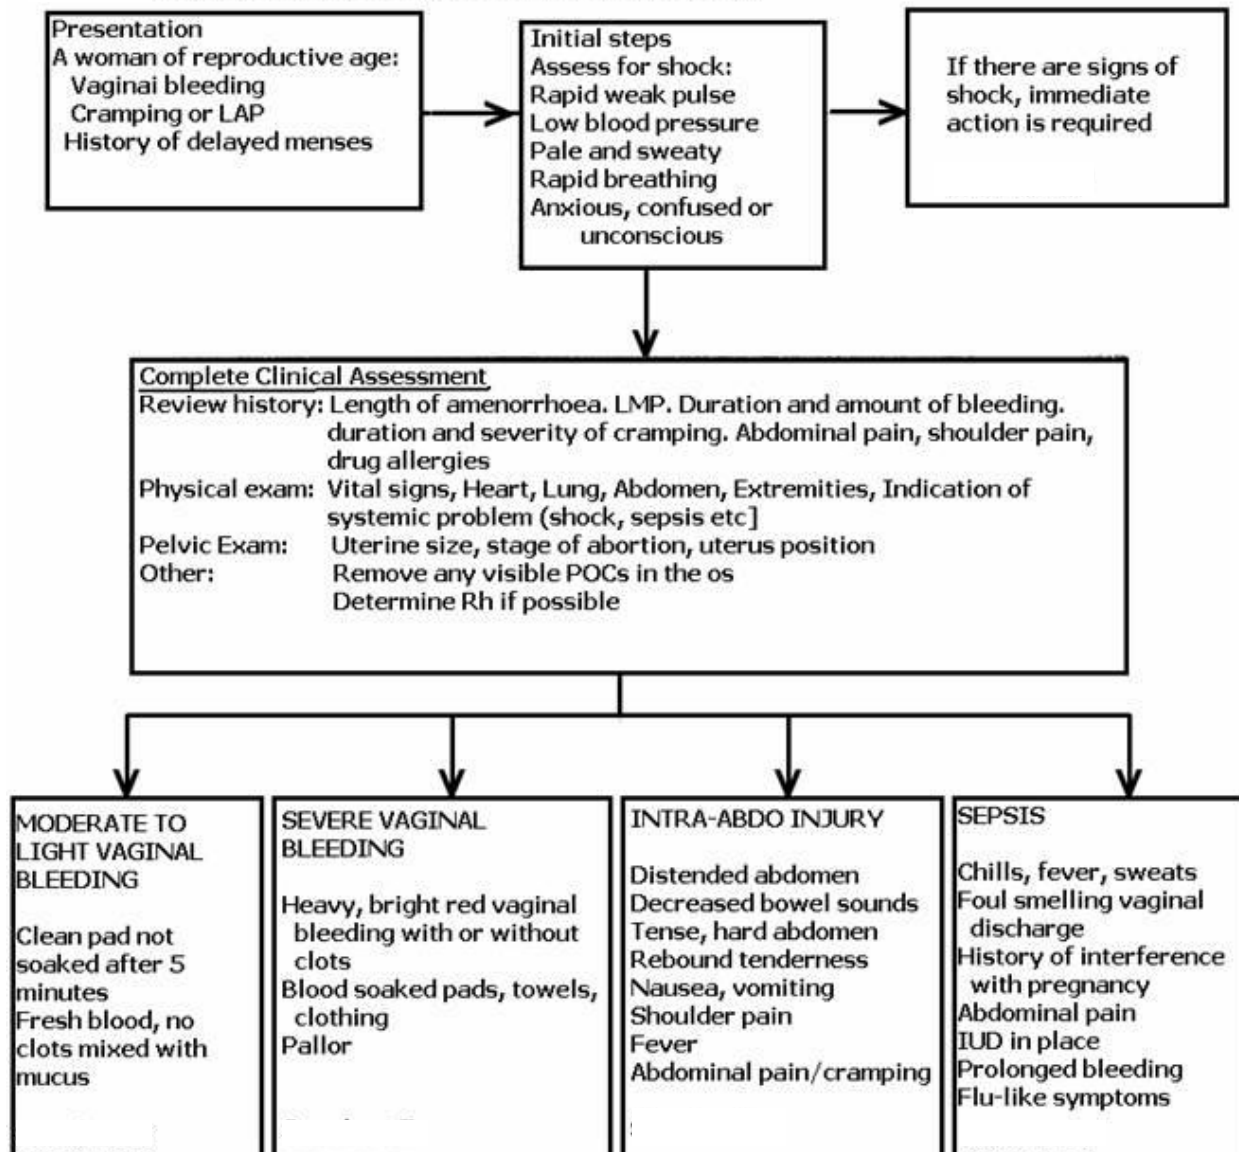 Presentation
A woman of reproductive age:
Vaginai bleeding
Cramping or LAP
History of delayed menses
Initial steps
Assess for shock:
Rapid weak pulse
Low blood pressure
Pale and sweaty
Rapid breathing
Anxious, confused or
unconscious
If there are signs of
shock, immediate
action is required
Complete Clinical Assessment
Review history: Length of amenorrhoea. LMP. Duration and amount of bleeding.
duration and severity of cramping. Abdominal pain, shoulder pain,
drug allergies
Physical exam: Vital signs, Heart, Lung, Abdomen, Extremities, Indication of
systemic problem (shock, sepsis etc]
Pelvic Exam: Uterine size, stage of abortion, uterus position
Other: Remove any visible POCs in the os
Determine Rh if possible
MODERATE TO
LIGHT VAGINAL
BLEEDING
Clean pad not
soaked after 5
minutes
Fresh blood, no
clots mixed with
mucus
SEVERE VAGINAL
BLEEDING
Heavy, bright red vaginal
bleeding with or without
clots
Blood soaked pads, towels,
clothing
Pallor
INTRA-ABDO INJURY
Distended abdomen
Decreased bowel sounds
Tense, hard abdomen
Rebound tenderness
Nausea, vomiting
Shoulder pain
Fever
Abdominal pain/cramping
SEPSIS
Chills, fever, sweats
Foul smelling vaginal
discharge
History of interference
with pregnancy
Abdominal pain
IUD in place
Prolonged bleeding
Flu-like symptoms